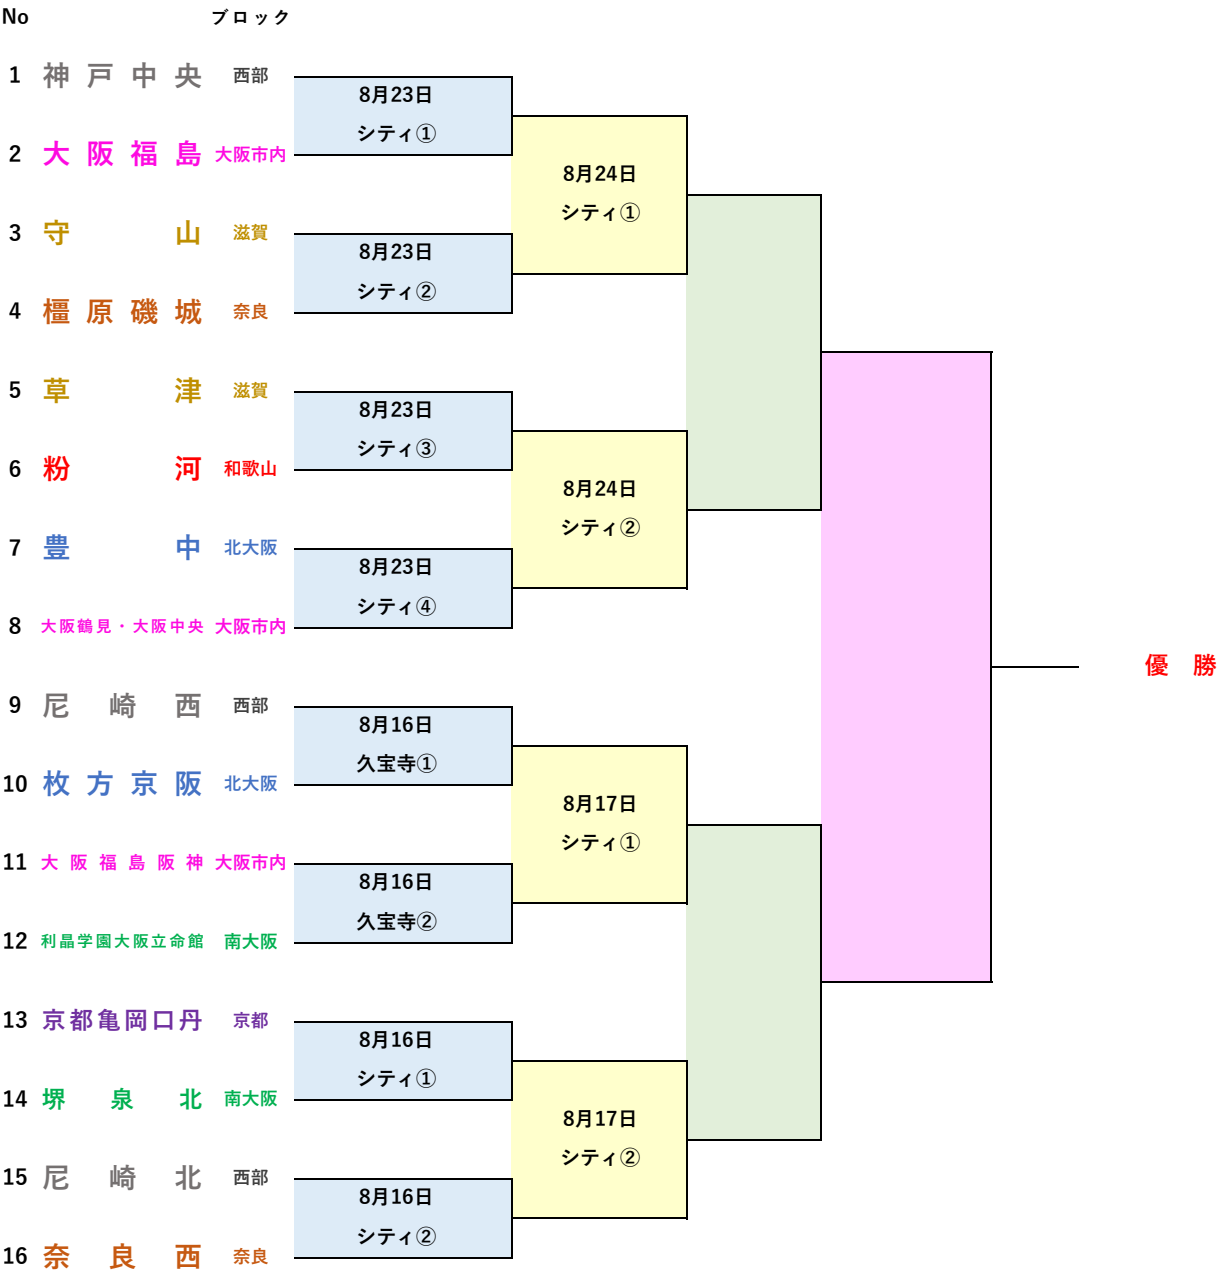 No ブロック
1 神戸中央 西部
8月23日
シティ①
2 大阪福島 大阪市内
8月24日
シティ①
3 守山 滋賀
8月23日
シティ②
4 橿原磯城 奈良
5 草津 滋賀
8月23日
シティ③
6 粉河 和歌山
8月24日
シティ②
7 豊中 北大阪
8月23日
シティ④
8 大阪鶴見・大阪中央 大阪市内
優勝
9 尼崎西 西部
8月16日
久宝寺①
10 枚方京阪 北大阪
8月17日
シティ①
11 大阪福島阪神 大阪市内
8月16日
久宝寺②
12 利晶学園大阪立命館 南大阪
13 京都亀岡口丹 京都
8月16日
シティ①
14 堺泉北 南大阪
8月17日
シティ②
15 尼崎北 西部
8月16日
シティ②
16 奈良西 奈良